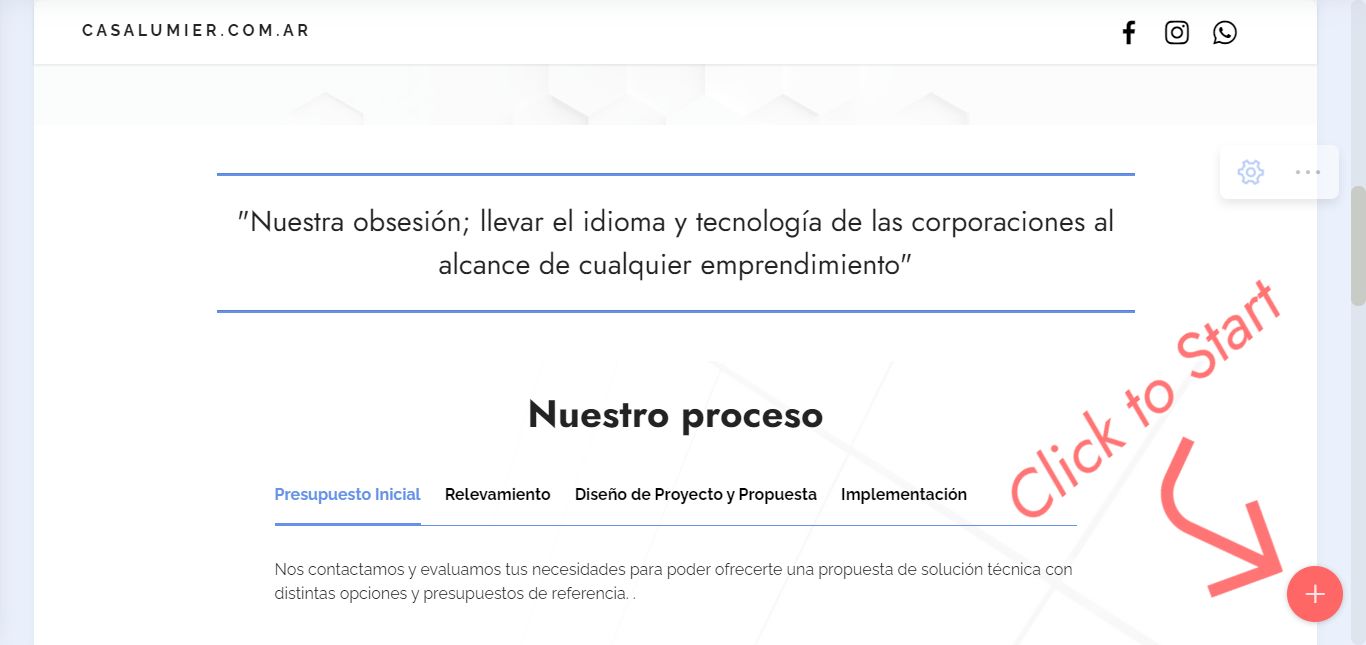 CASALUMIER.COM.AR
"Nuestra obsesión; llevar el idioma y tecnología de las corporaciones al
alcance de cualquier emprendimiento"
Nuestro proceso
Presupuesto Inicial Relevamiento Diseño de Proyecto y Propuesta Implementación
Nos contactamos y evaluamos tus necesidades para poder ofrecerte una propuesta de solución técnica con
distintas opciones y presupuestos de referencia. .
Click to Start